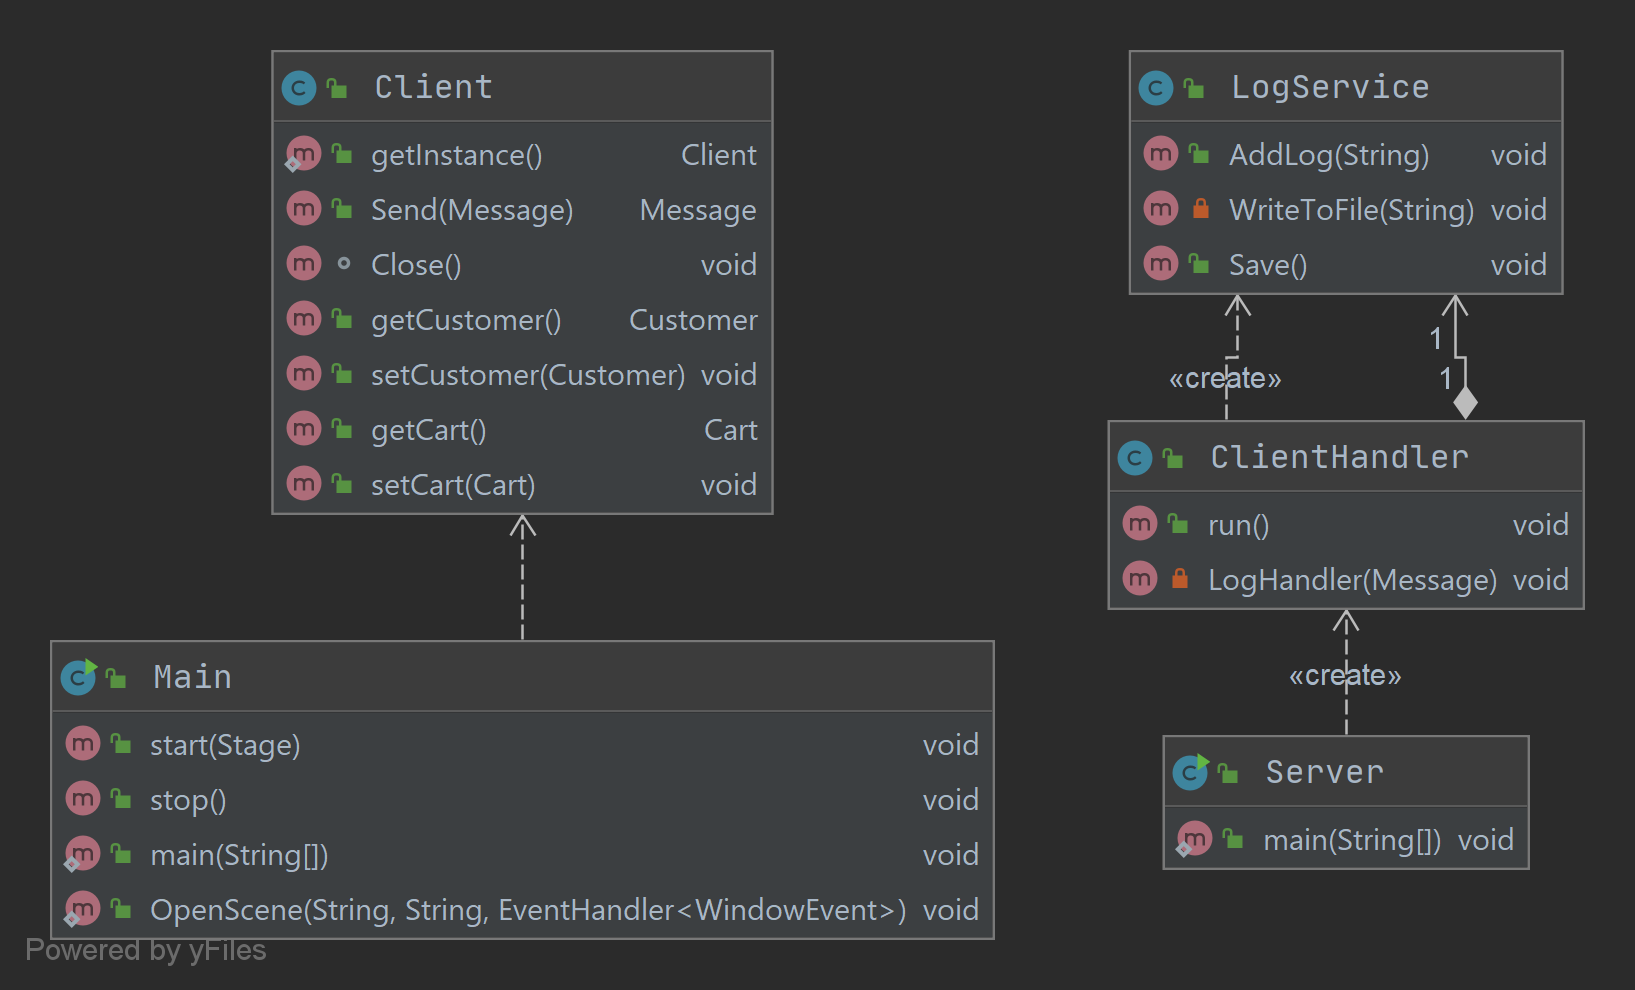 Client
getInstance() Client
Send(Message) Message
Close() void
getCustomer() Customer
setCustomer(Customer) void
getCart() Cart
setCart(Cart) void
Main
start(Stage) void
stop() void
main(String[]) void
OpenScene(String, String, EventHandler<WindowEvent>) void
LogService
AddLog(String) void
WriteToFile(String) void
Save() void
1
«create» 1
ClientHandler
run() void
LogHandler(Message) void
«create»
Server
main(String[]) void
Powered by yFiles